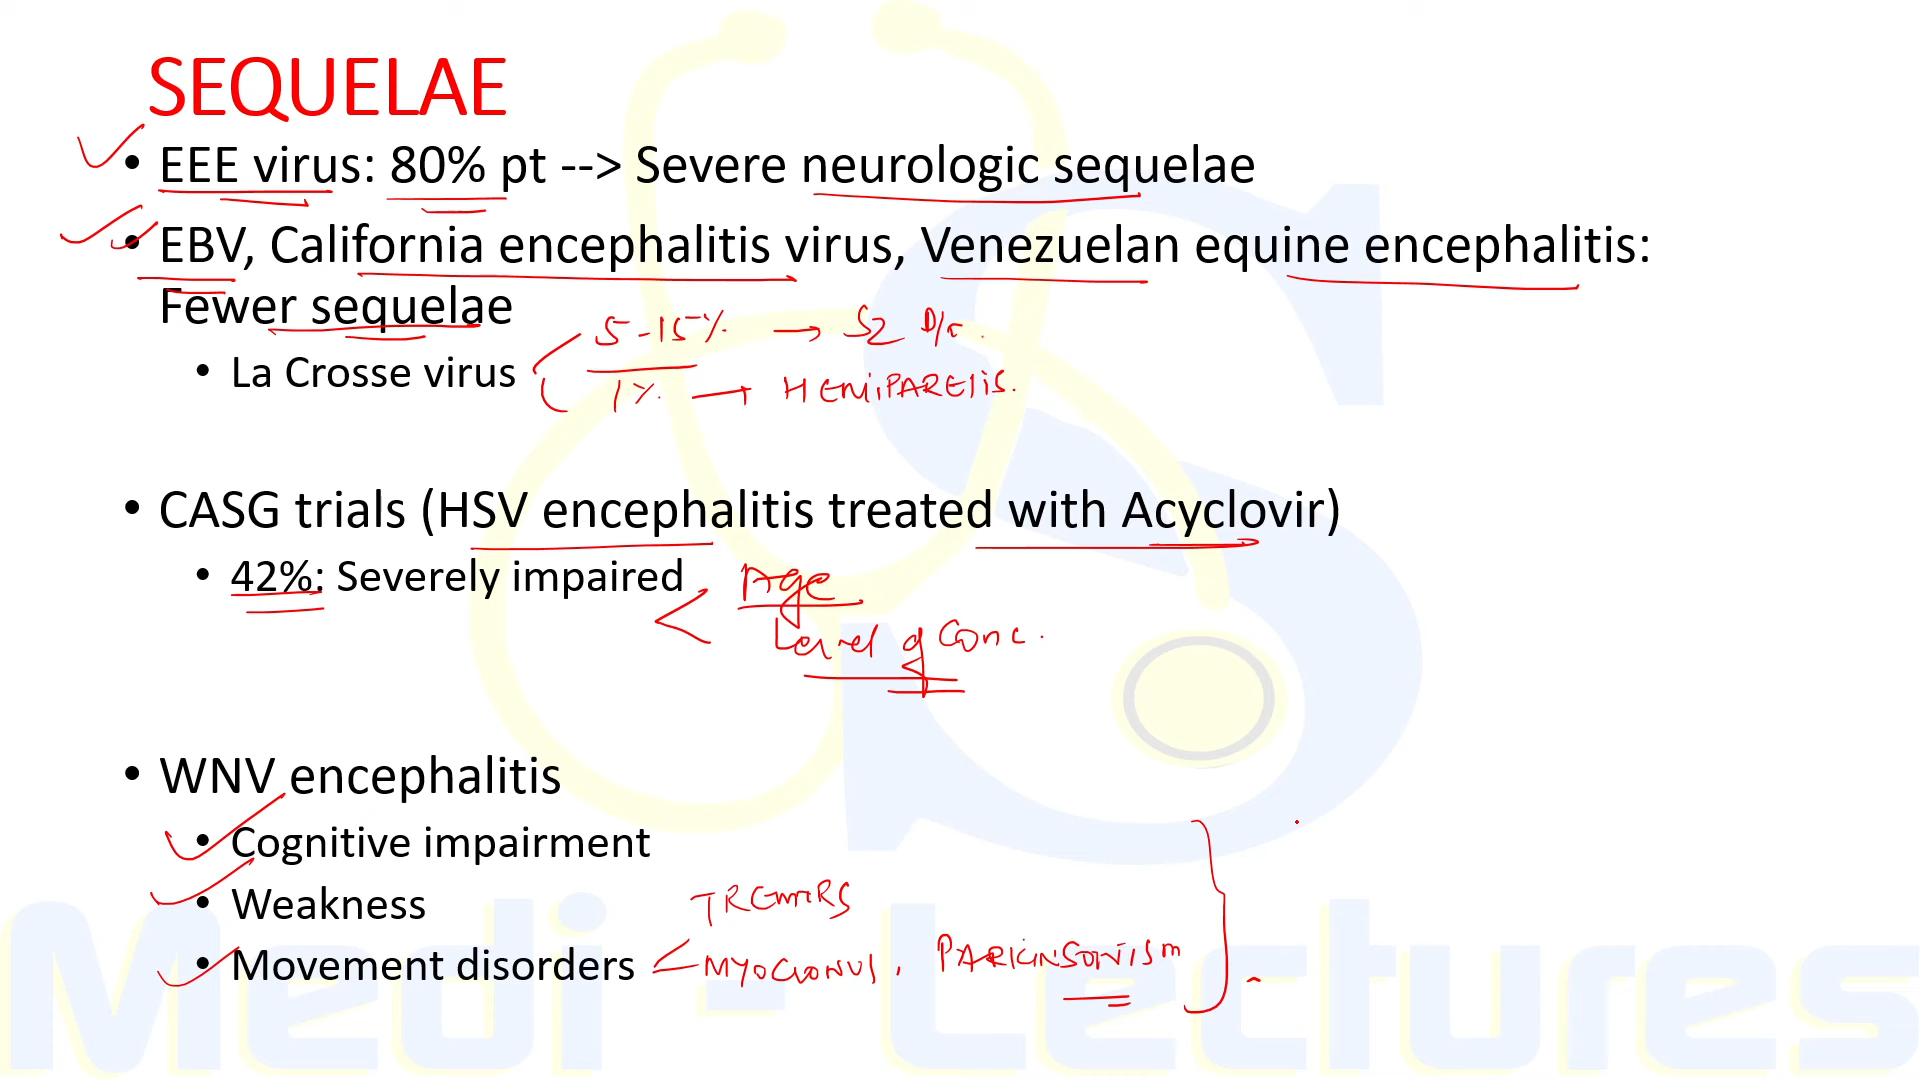 SEQUELAE
• EEE virus: 80% pt --> Severe neurologic sequelae
• EBV, California encephalitis virus, Venezuelan equine encephalitis:
Fewer sequelae
5-15% → SZ D/r.
• La Crosse virus
1% → HEMIPARESIS.
• CASG trials (HSV encephalitis treated with Acyclovir)
• 42%: Severely impaired
Age
Level of Conc.
• WNV encephalitis
• Cognitive impairment
• Weakness
TREMORS
• Movement disorders
MYOCLONUS, PARKINSONISM
Medi - Lectures